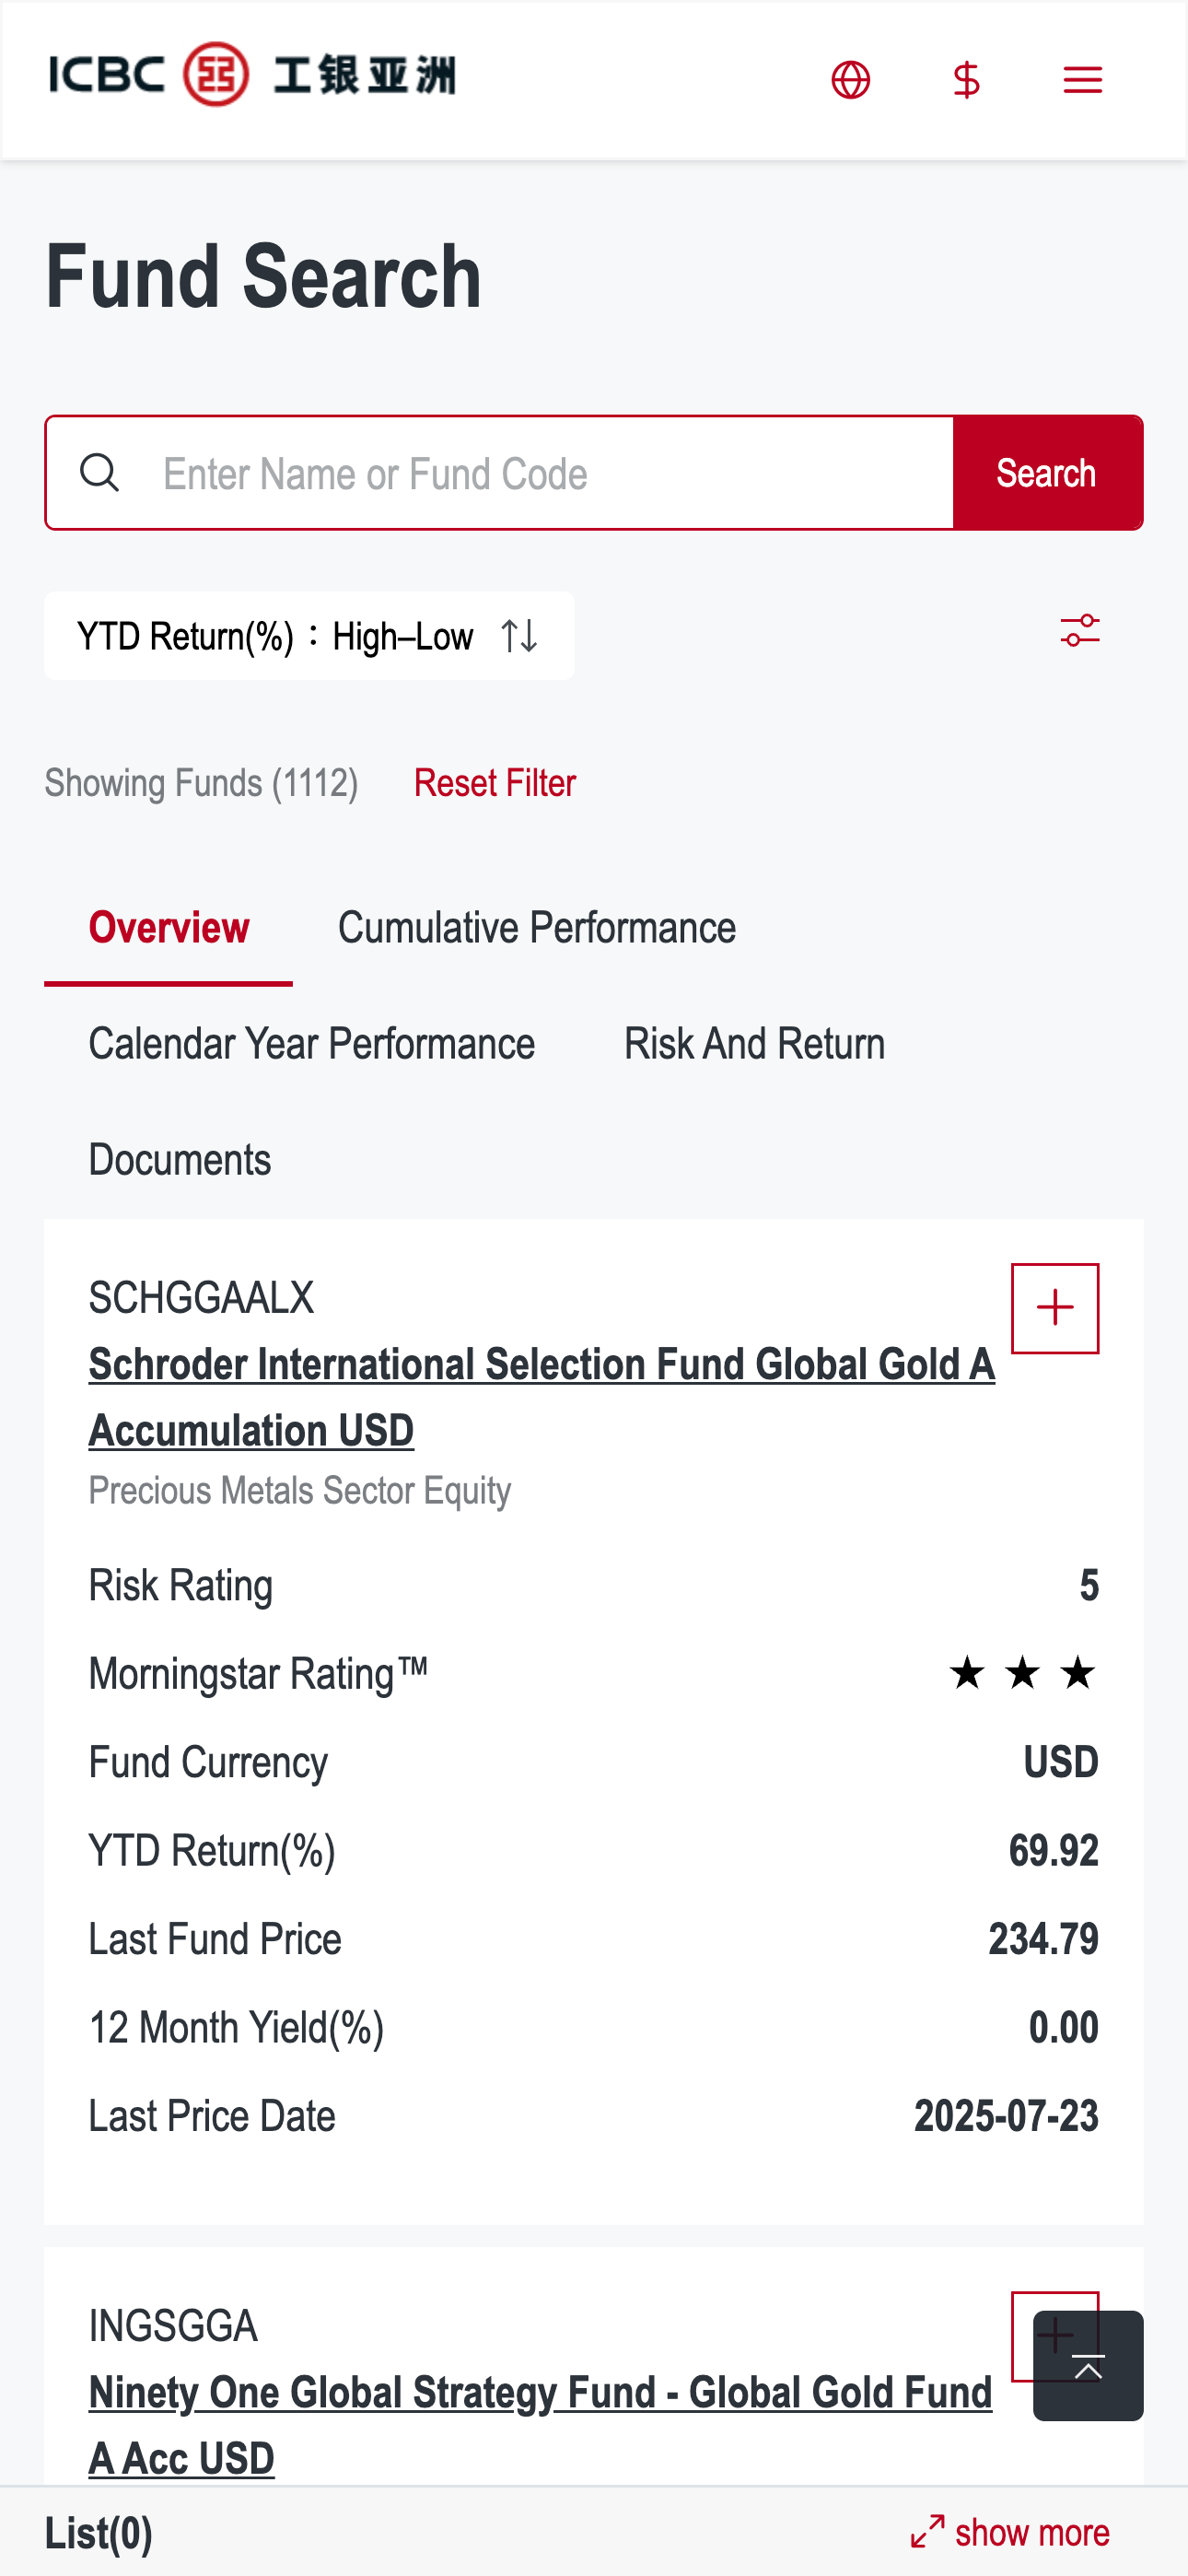 ICBC 工银亚洲
Fund Search
Enter Name or Fund Code
Search
YTD Return(%)：High–Low
Showing Funds (1112)
Reset Filter
Overview
Cumulative Performance
Calendar Year Performance
Risk And Return
Documents
SCHGGAALX
Schroder International Selection Fund Global Gold A
Accumulation USD
Precious Metals Sector Equity
Risk Rating 5
Morningstar Rating™ ★ ★ ★
Fund Currency USD
YTD Return(%) 69.92
Last Fund Price 234.79
12 Month Yield(%) 0.00
Last Price Date 2025-07-23
INGSGGA
Ninety One Global Strategy Fund - Global Gold Fund
A Acc USD
List(0)
show more